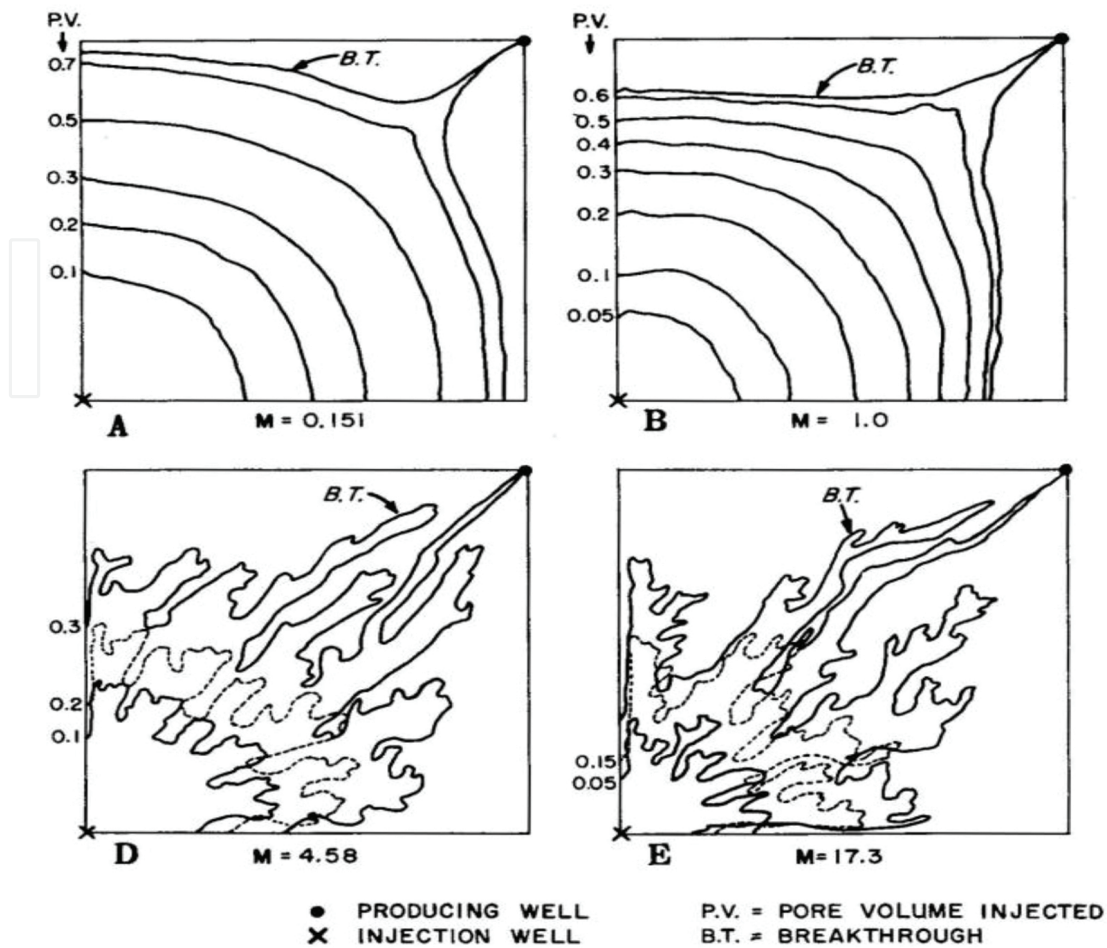 P.V.
0.7
0.5
0.3
0.2
0.1
B.T.
A
M = 0.151
P.V.
0.6
0.5
0.4
0.3
0.2
0.1
0.05
B.T.
B
M = 1.0
0.3
0.2
0.1
B.T.
D
M = 4.58
0.15
0.05
B.T.
E
M = 17.3
● PRODUCING WELL
× INJECTION WELL
P.V. = PORE VOLUME INJECTED
B.T. = BREAKTHROUGH